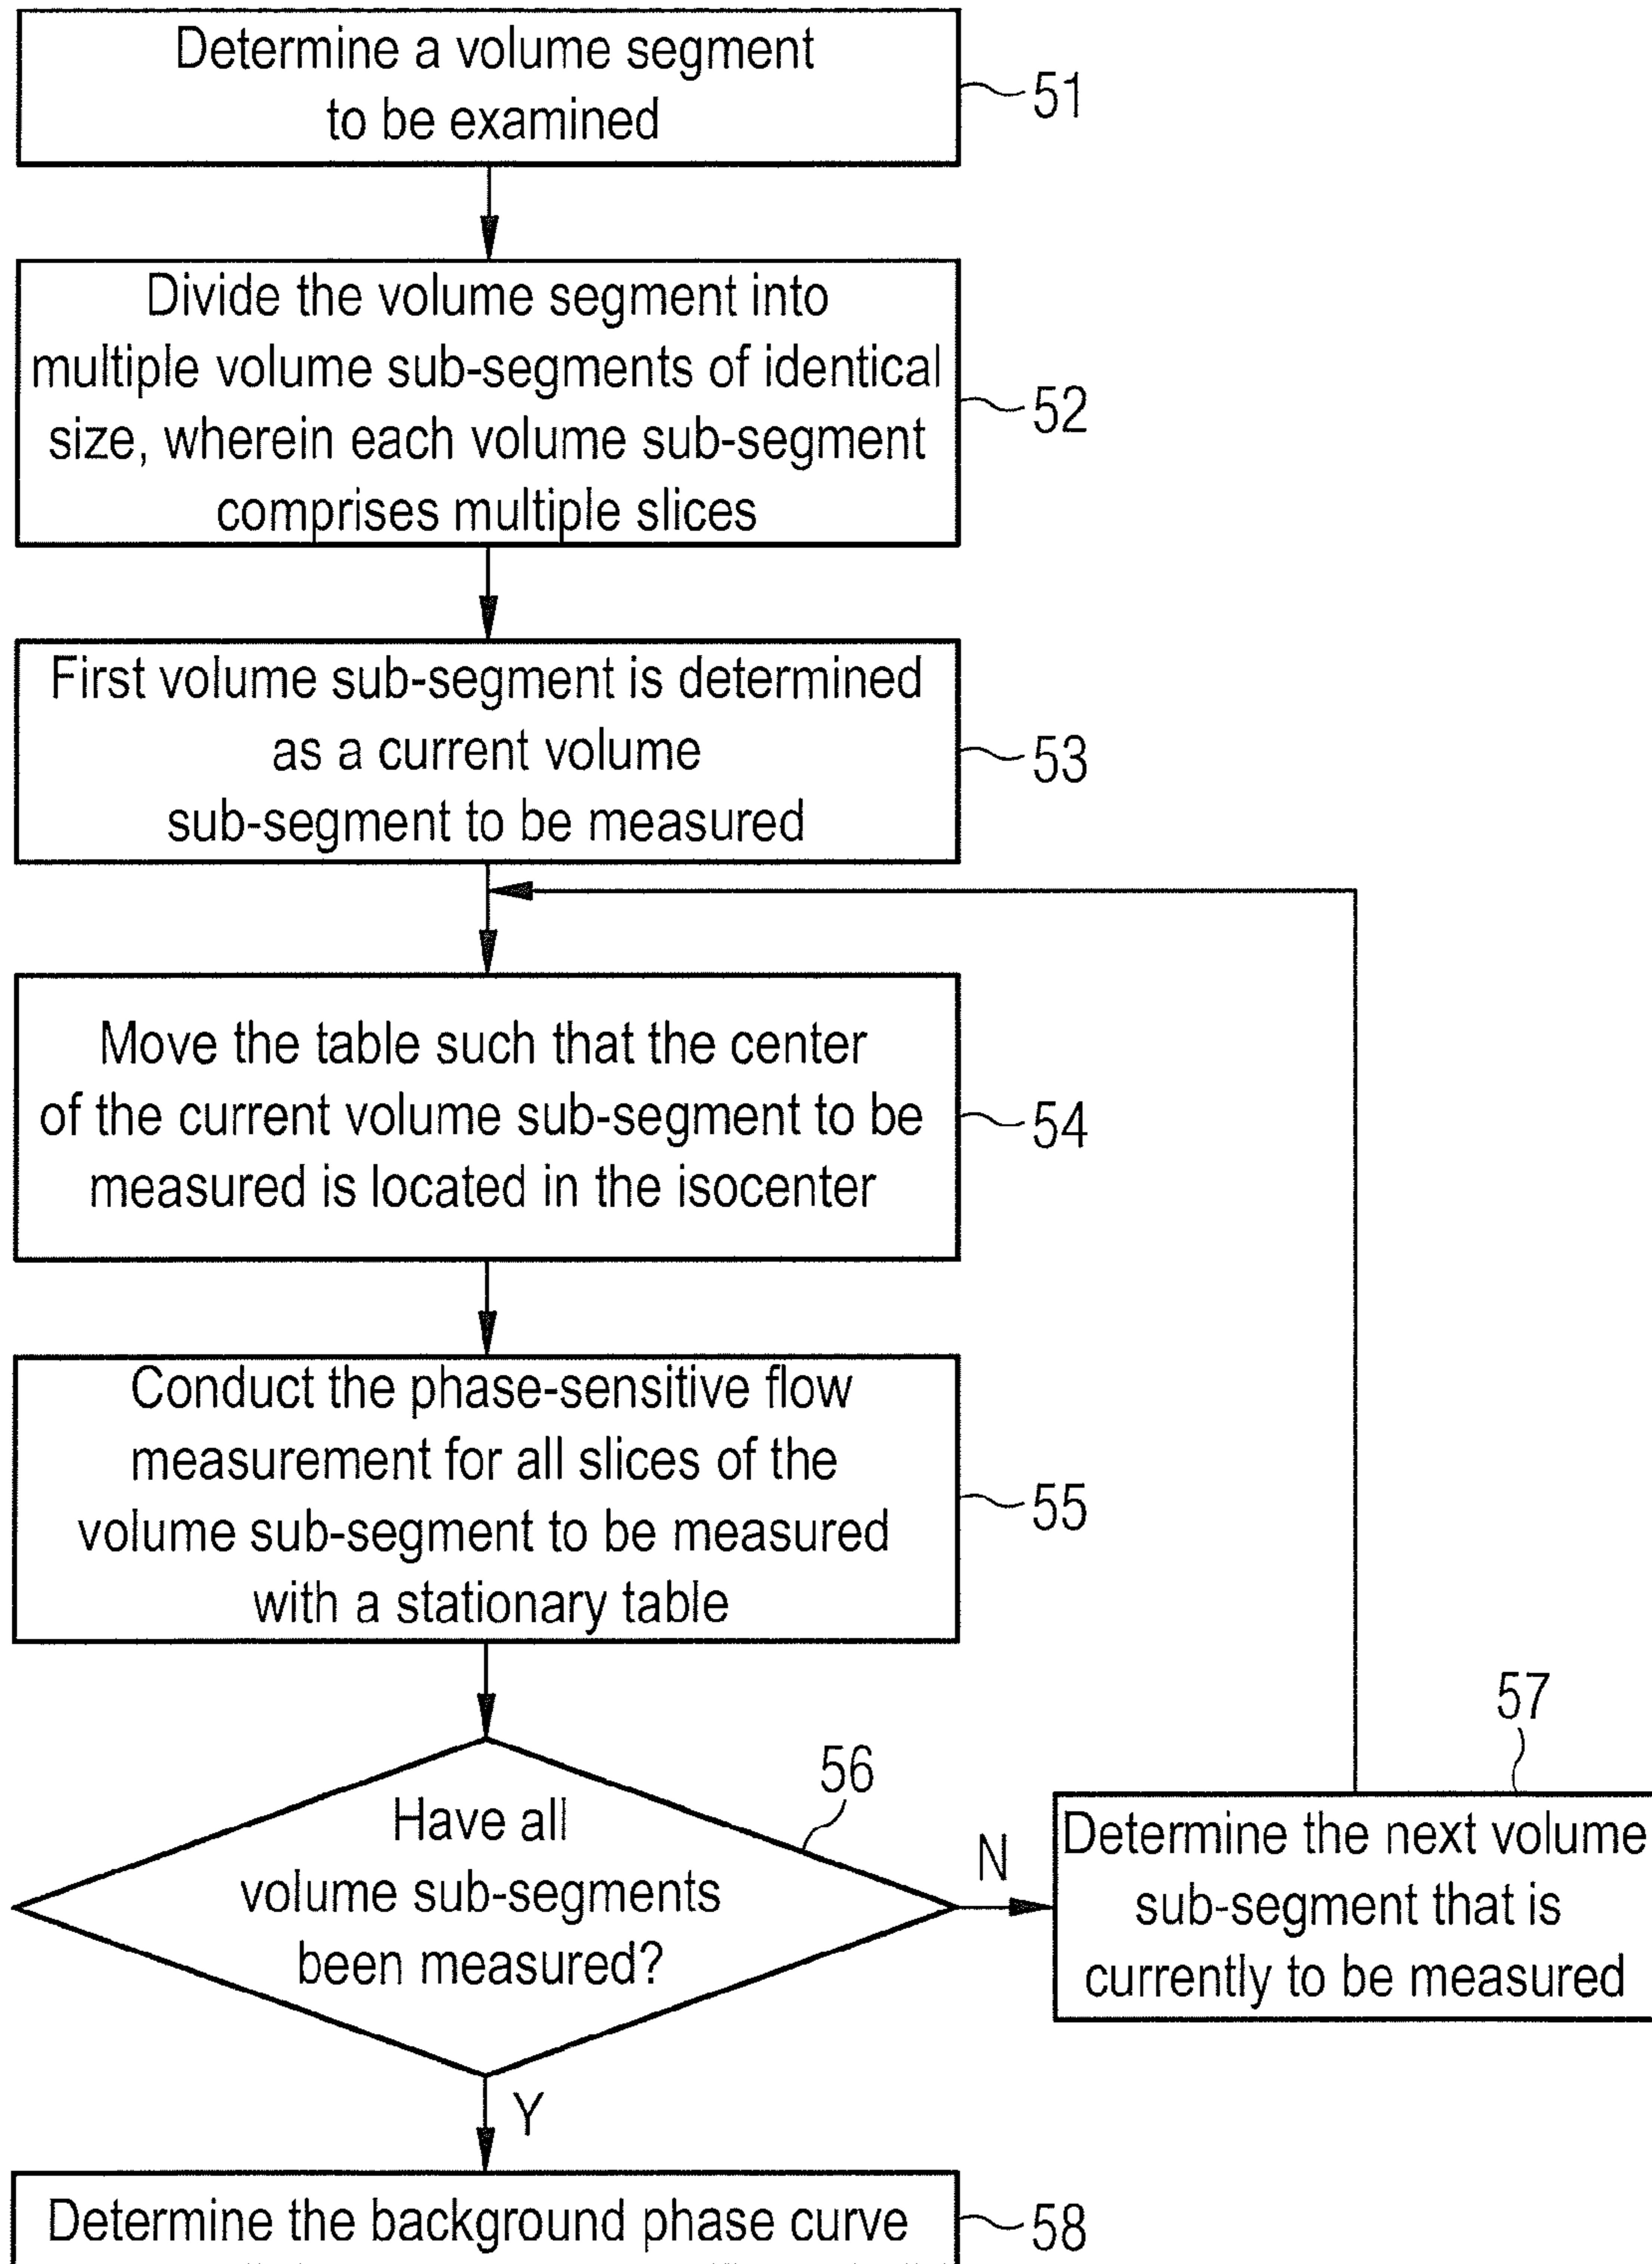 Determine a volume segment
to be examined
51
Divide the volume segment into
multiple volume sub-segments of identical
size, wherein each volume sub-segment
comprises multiple slices
52
First volume sub-segment is determined
as a current volume
sub-segment to be measured
53
Move the table such that the center
of the current volume sub-segment to be
measured is located in the isocenter
54
Conduct the phase-sensitive flow
measurement for all slices of the
volume sub-segment to be measured
with a stationary table
55
Have all
volume sub-segments
been measured?
56
N
57
Determine the next volume
sub-segment that is
currently to be measured
Y
Determine the background phase curve
58